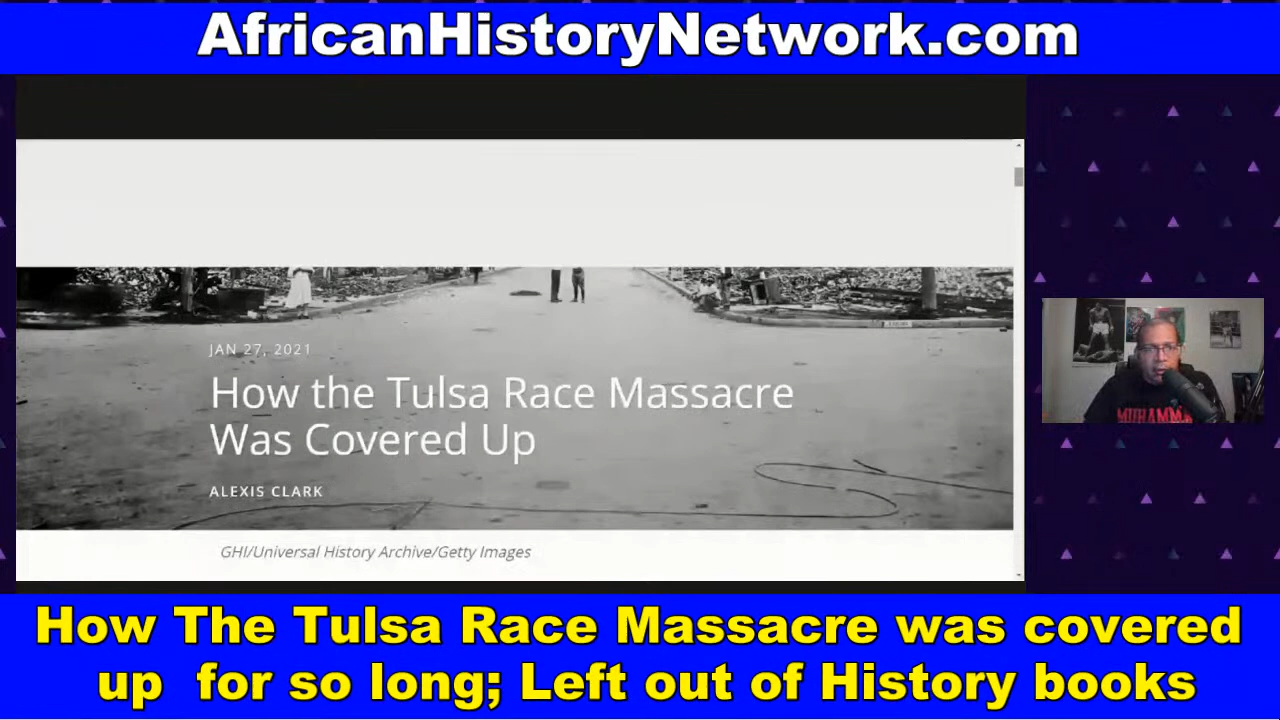 AfricanHistoryNetwork.com
JAN 27, 2021
How the Tulsa Race Massacre
Was Covered Up
ALEXIS CLARK
GHI/Universal History Archive/Getty Images
MUHAMMA
How The Tulsa Race Massacre was covered
up for so long; Left out of History books